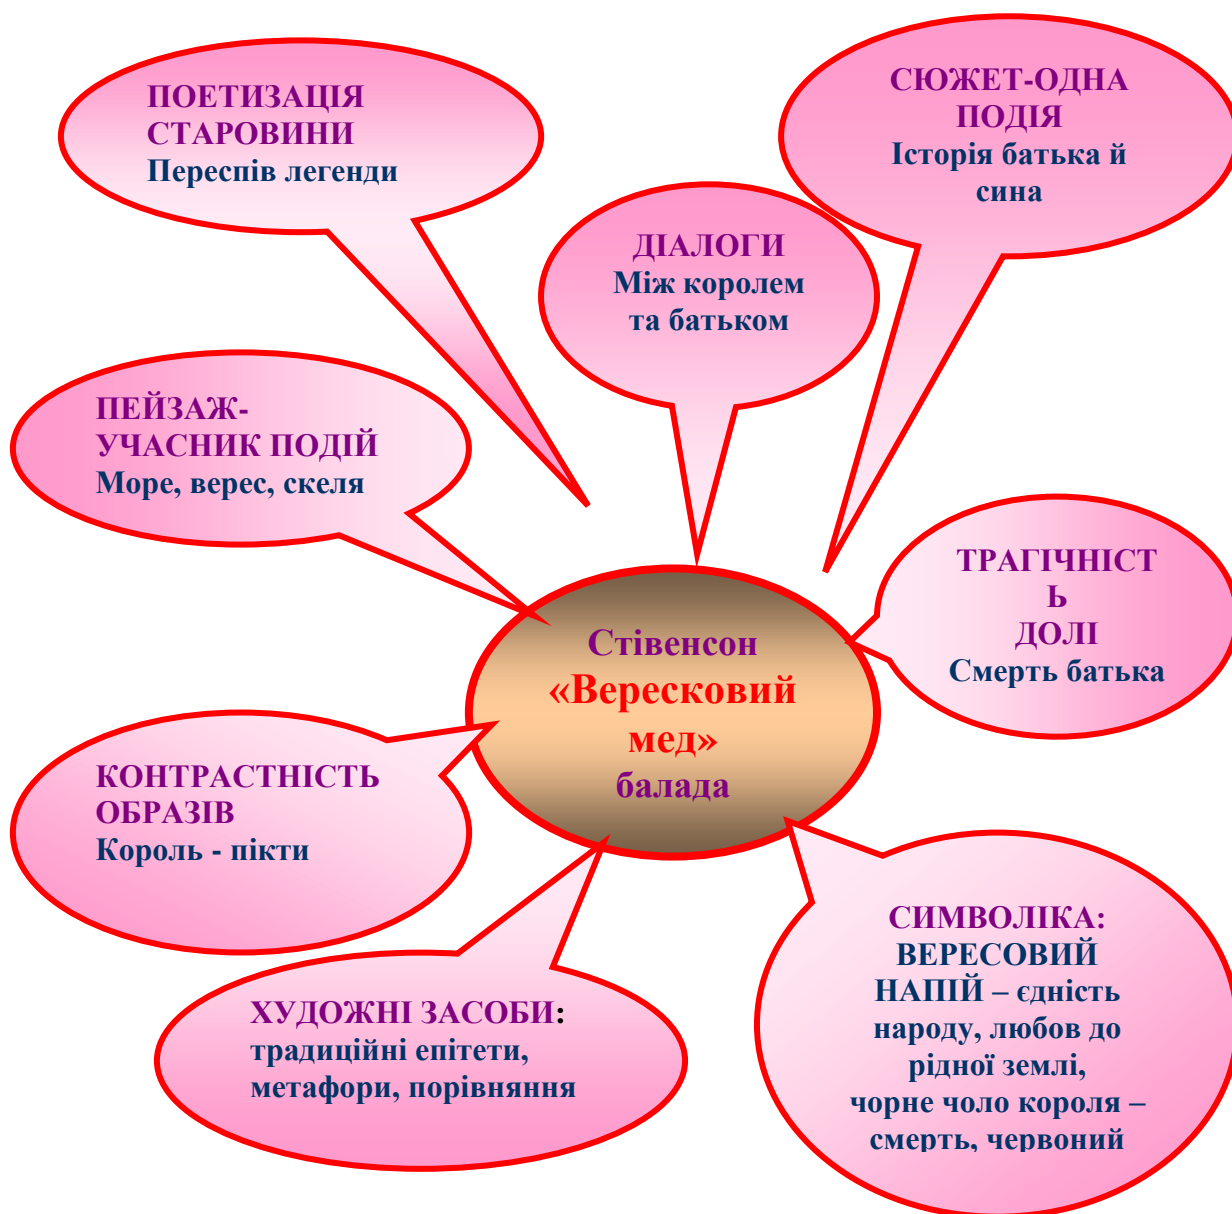 ПОЕТИЗАЦІЯ
СТАРОВИНИ
Переспів легенди
СЮЖЕТ-ОДНА
ПОДІЯ
Історія батька й
сина
ДІАЛОГИ
Між королем
та батьком
ПЕЙЗАЖ-
УЧАСНИК ПОДІЙ
Море, верес, скеля
ТРАГІЧНІСТ
Ь
ДОЛІ
Смерть батька
Стівенсон
«Вересковий
мед»
балада
КОНТРАСТНІСТЬ
ОБРАЗІВ
Король - пікти
СИМВОЛІКА:
ВЕРЕСОВИЙ
НАПІЙ – єдність
народу, любов до
рідної землі,
чорне чоло короля –
смерть, червоний
ХУДОЖНІ ЗАСОБИ:
традиційні епітети,
метафори, порівняння